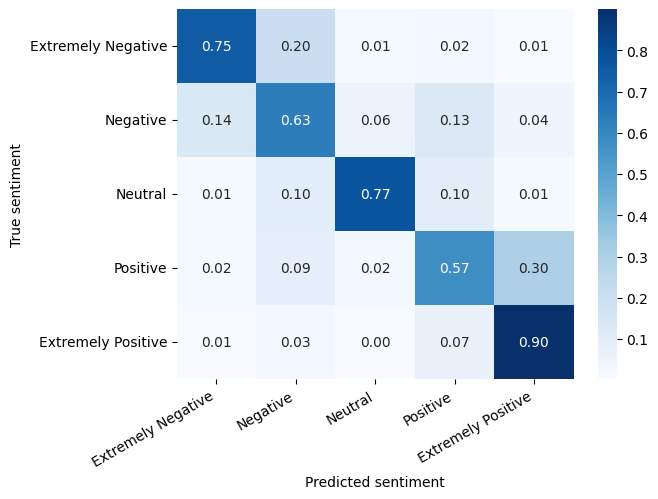 Extremely Negative 0.75 0.20 0.01 0.02 0.01
Negative 0.14 0.63 0.06 0.13 0.04
Neutral 0.01 0.10 0.77 0.10 0.01
Positive 0.02 0.09 0.02 0.57 0.30
Extremely Positive 0.01 0.03 0.00 0.07 0.90
True sentiment
Extremely Negative
Negative
Neutral
Positive
Extremely Positive
Predicted sentiment
0.8
0.7
0.6
0.5
0.4
0.3
0.2
0.1